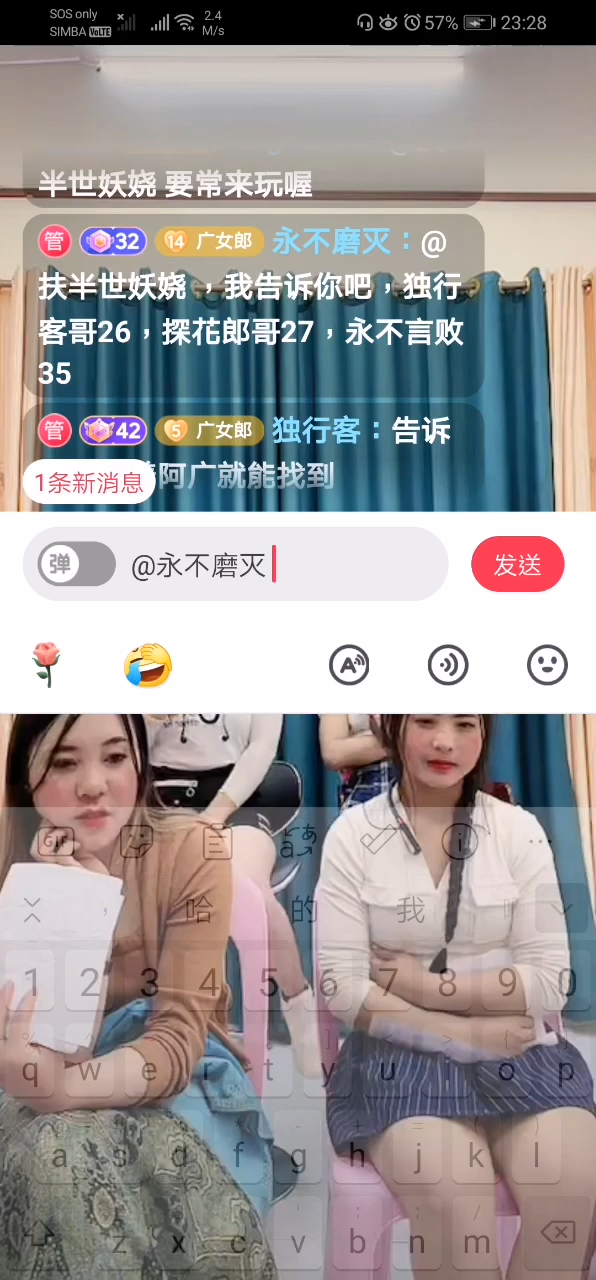 SOS only
SIMBA VoLTE
2.4
M/s
57%
23:28
半世妖娆 要常来玩喔
管 32 14 广女郎 永不磨灭：@
扶半世妖娆，我告诉你吧，独行
客哥26，探花郎哥27，永不言败
35
管 42 5 广女郎 独行客：告诉
阿广就能找到
1条新消息
弹 @永不磨灭 发送
A
GIF
哈 的 我
1 2 3 4 5 6 7 8 9 0
q w e r t y u i o p
a s d f g h j k l
z x c v b n m